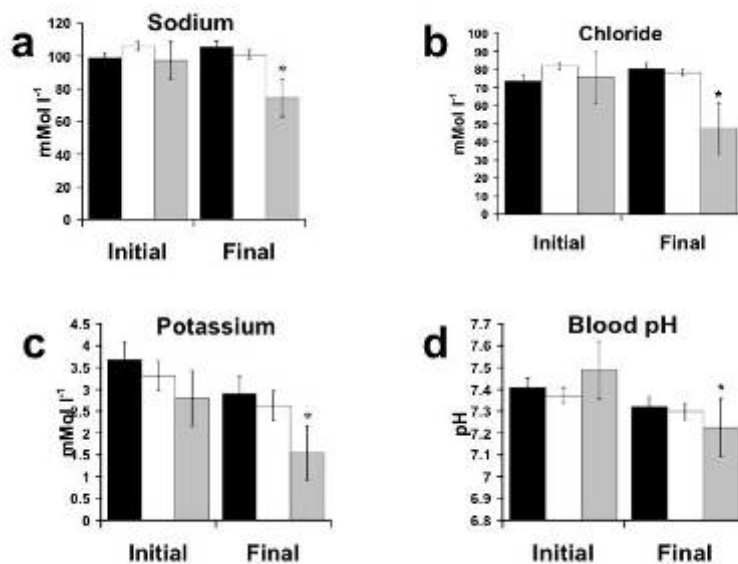 a
Sodium
mMol l⁻¹
120
100
80
60
40
20
0
*
Initial
Final
b
Chloride
mMol l⁻¹
100
90
80
70
60
50
40
30
20
10
0
*
Initial
Final
c
Potassium
mMol l⁻¹
4.5
4
3.5
3
2.5
2
1.5
1
0.5
0
*
Initial
Final
d
Blood pH
pH
7.7
7.6
7.5
7.4
7.3
7.2
7.1
7
6.9
6.8
*
Initial
Final